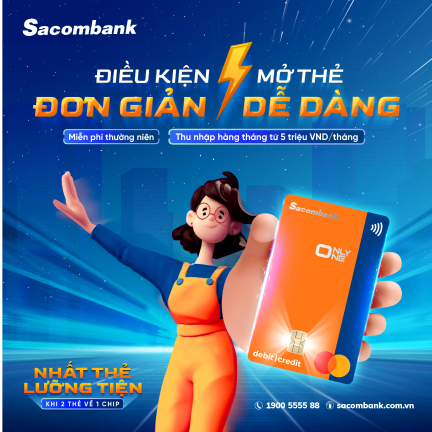 Sacombank
ĐIỀU KIỆN MỞ THẺ
ĐƠN GIẢN DỄ DÀNG
Miễn phí thường niên
Thu nhập hàng tháng từ 5 triệu VND/tháng
Sacombank
ONLY
ONE
debit/credit
NHẤT THẺ
LƯỠNG TIỆN
KHI 2 THẺ VỀ 1 CHIP
1900 5555 88
sacombank.com.vn